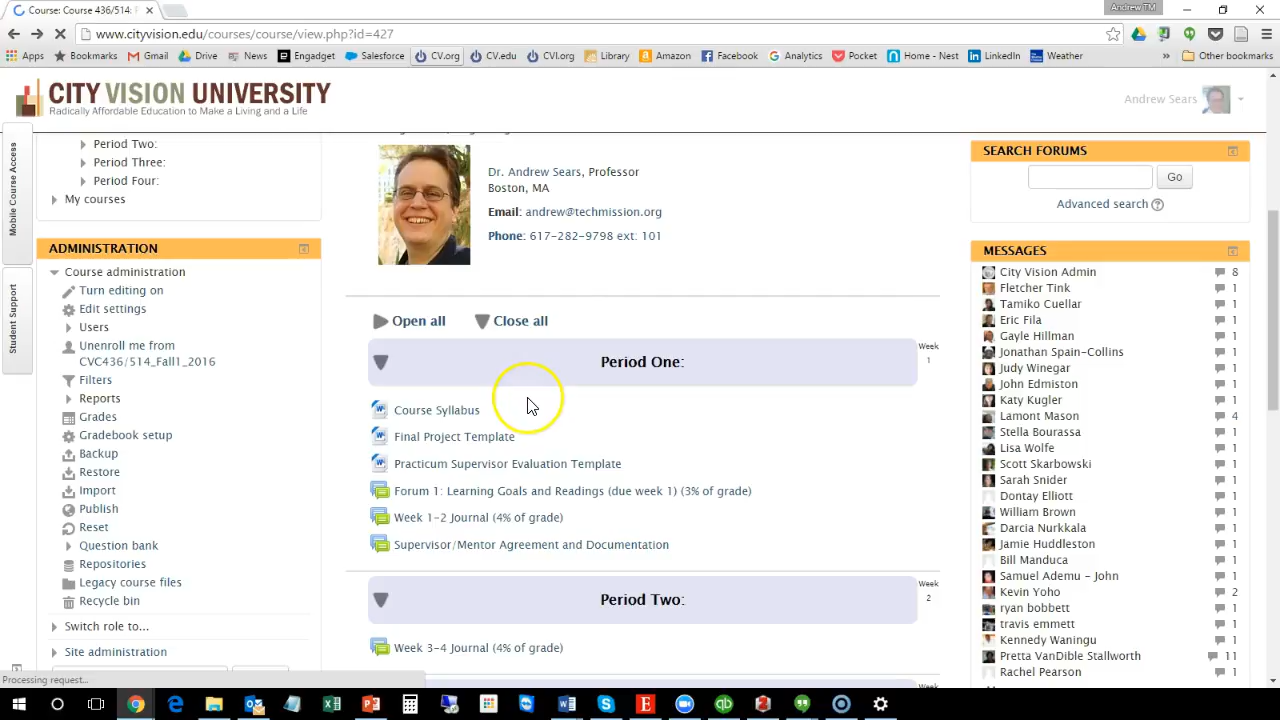 Course: Course 436/514:
Andrew TM
www.cityvision.edu/courses/course/view.php?id=427
Apps
Bookmarks
Gmail
Drive
News
Engadget
Salesforce
CV.org
CV.edu
CVI.org
Library
Amazon
Facebook
Analytics
Pocket
Home - Nest
LinkedIn
Weather
»
Other bookmarks
CITY VISION UNIVERSITY
Radically Affordable Education to Make a Living and a Life
Andrew Sears
Mobile Course Access
Student Support
Period Two:
Period Three:
Period Four:
My courses
ADMINISTRATION
Course administration
Turn editing on
Edit settings
Users
Unenroll me from
CVC436/514_Fall1_2016
Filters
Reports
Grades
Gradebook setup
Backup
Restore
Import
Publish
Reset
Question bank
Repositories
Legacy course files
Recycle bin
Switch role to...
Site administration
Processing request...
Dr. Andrew Sears, Professor
Boston, MA
Email: andrew@techmission.org
Phone: 617-282-9798 ext: 101
Open all
Close all
Period One:
Week
1
Course Syllabus
Final Project Template
Practicum Supervisor Evaluation Template
Forum 1: Learning Goals and Readings (due week 1) (3% of grade)
Week 1-2 Journal (4% of grade)
Supervisor/Mentor Agreement and Documentation
Period Two:
Week
2
Week 3-4 Journal (4% of grade)
Week
SEARCH FORUMS
Go
Advanced search
MESSAGES
City Vision Admin 8
Fletcher Tink 1
Tamiko Cuellar 1
Eric Fila 1
Gayle Hillman 1
Jonathan Spain-Collins 1
Judy Winegar 1
John Edmiston 1
Katy Kugler 1
Lamont Mason 4
Stella Bourassa 1
Lisa Wolfe 1
Scott Skarbowski 1
Sarah Snider 1
Dontay Elliott 1
William Brown 1
Darcia Nurkkala 1
Jamie Huddleston 1
Bill Manduca 1
Samuel Ademu - John 1
Kevin Yoho 2
ryan bobbett 1
travis emmett 1
Kennedy Waningu 1
Pretta VanDible Stallworth 11
Rachel Pearson 1